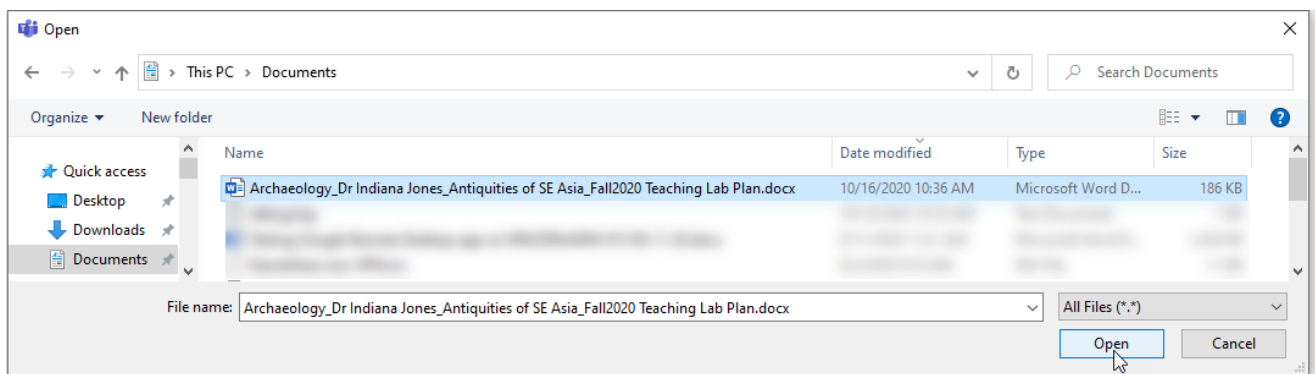 Open
This PC > Documents
Search Documents
Organize
New folder
Name Date modified Type Size
Quick access
Desktop
Downloads
Documents
Archaeology_Dr Indiana Jones_Antiquities of SE Asia_Fall2020 Teaching Lab Plan.docx 10/16/2020 10:36 AM Microsoft Word D... 186 KB
File name: Archaeology_Dr Indiana Jones_Antiquities of SE Asia_Fall2020 Teaching Lab Plan.docx All Files (*.*)
Open Cancel